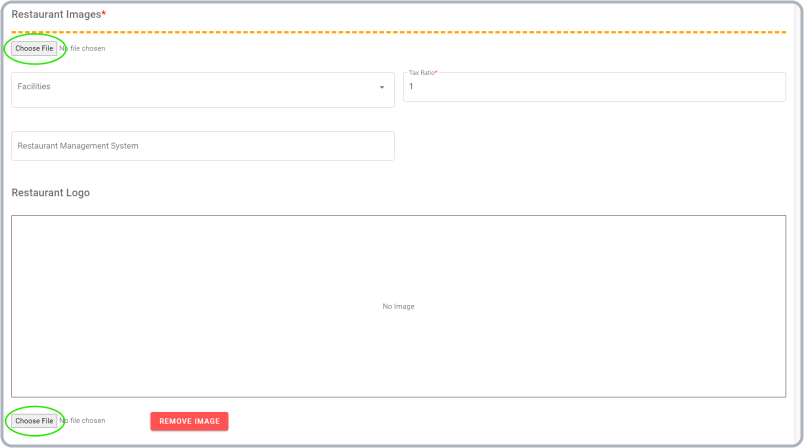 Restaurant Images*
Choose File No file chosen
Facilities
Tax Ratio*
1
Restaurant Management System
Restaurant Logo
No Image
Choose File No file chosen
REMOVE IMAGE